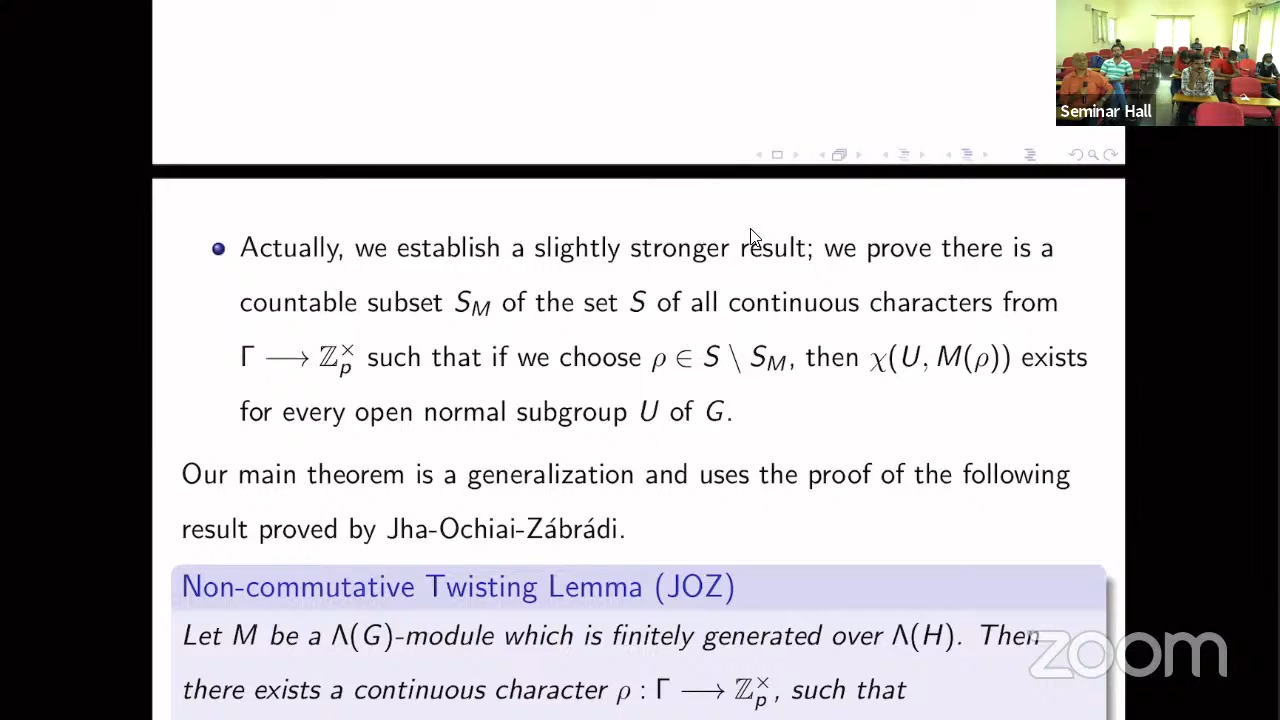 Seminar Hall
Actually, we establish a slightly stronger result; we prove there is a
countable subset S_M of the set S of all continuous characters from
Γ ⟶ ℤ_p^× such that if we choose ρ ∈ S \ S_M, then χ(U, M(ρ)) exists
for every open normal subgroup U of G.
Our main theorem is a generalization and uses the proof of the following
result proved by Jha-Ochiai-Zábrádi.
Non-commutative Twisting Lemma (JOZ)
Let M be a Λ(G)-module which is finitely generated over Λ(H). Then
there exists a continuous character ρ : Γ ⟶ ℤ_p^×, such that
zoom